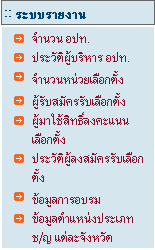 :: ระบบรายงาน
จำนวน อปท.
ประวัติผู้บริหาร อปท.
จำนวนหน่วยเลือกตั้ง
ผู้รับสมัครรับเลือกตั้ง
ผู้มาใช้สิทธิ์ลงคะแนน
เลือกตั้ง
ประวัติผู้ลงสมัครรับเลือก
ตั้ง
ข้อมูลการอบรม
ข้อมูลตำแหน่งประเภท
ช/ญ แต่ละจังหวัด